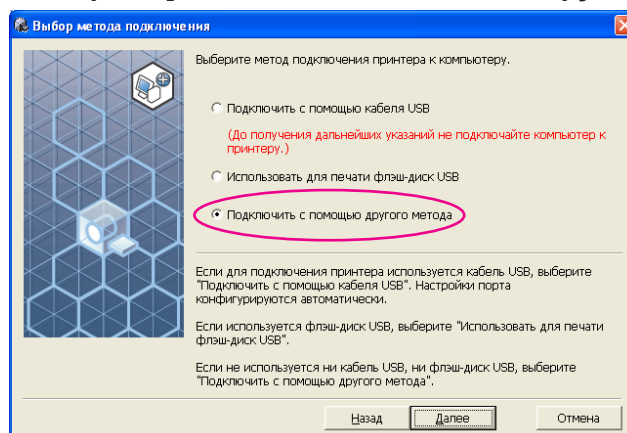 Выбор метода подключения
Выберите метод подключения принтера к компьютеру.
Подключить с помощью кабеля USB
(До получения дальнейших указаний не подключайте компьютер к
принтеру.)
Использовать для печати флэш-диск USB
Подключить с помощью другого метода
Если для подключения принтера используется кабель USB, выберите
"Подключить с помощью кабеля USB". Настройки порта
конфигурируются автоматически.
Если используется флэш-диск USB, выберите "Использовать для печати
флэш-диск USB".
Если не используется ни кабель USB, ни флэш-диск USB, выберите
"Подключить с помощью другого метода".
Назад Далее Отмена